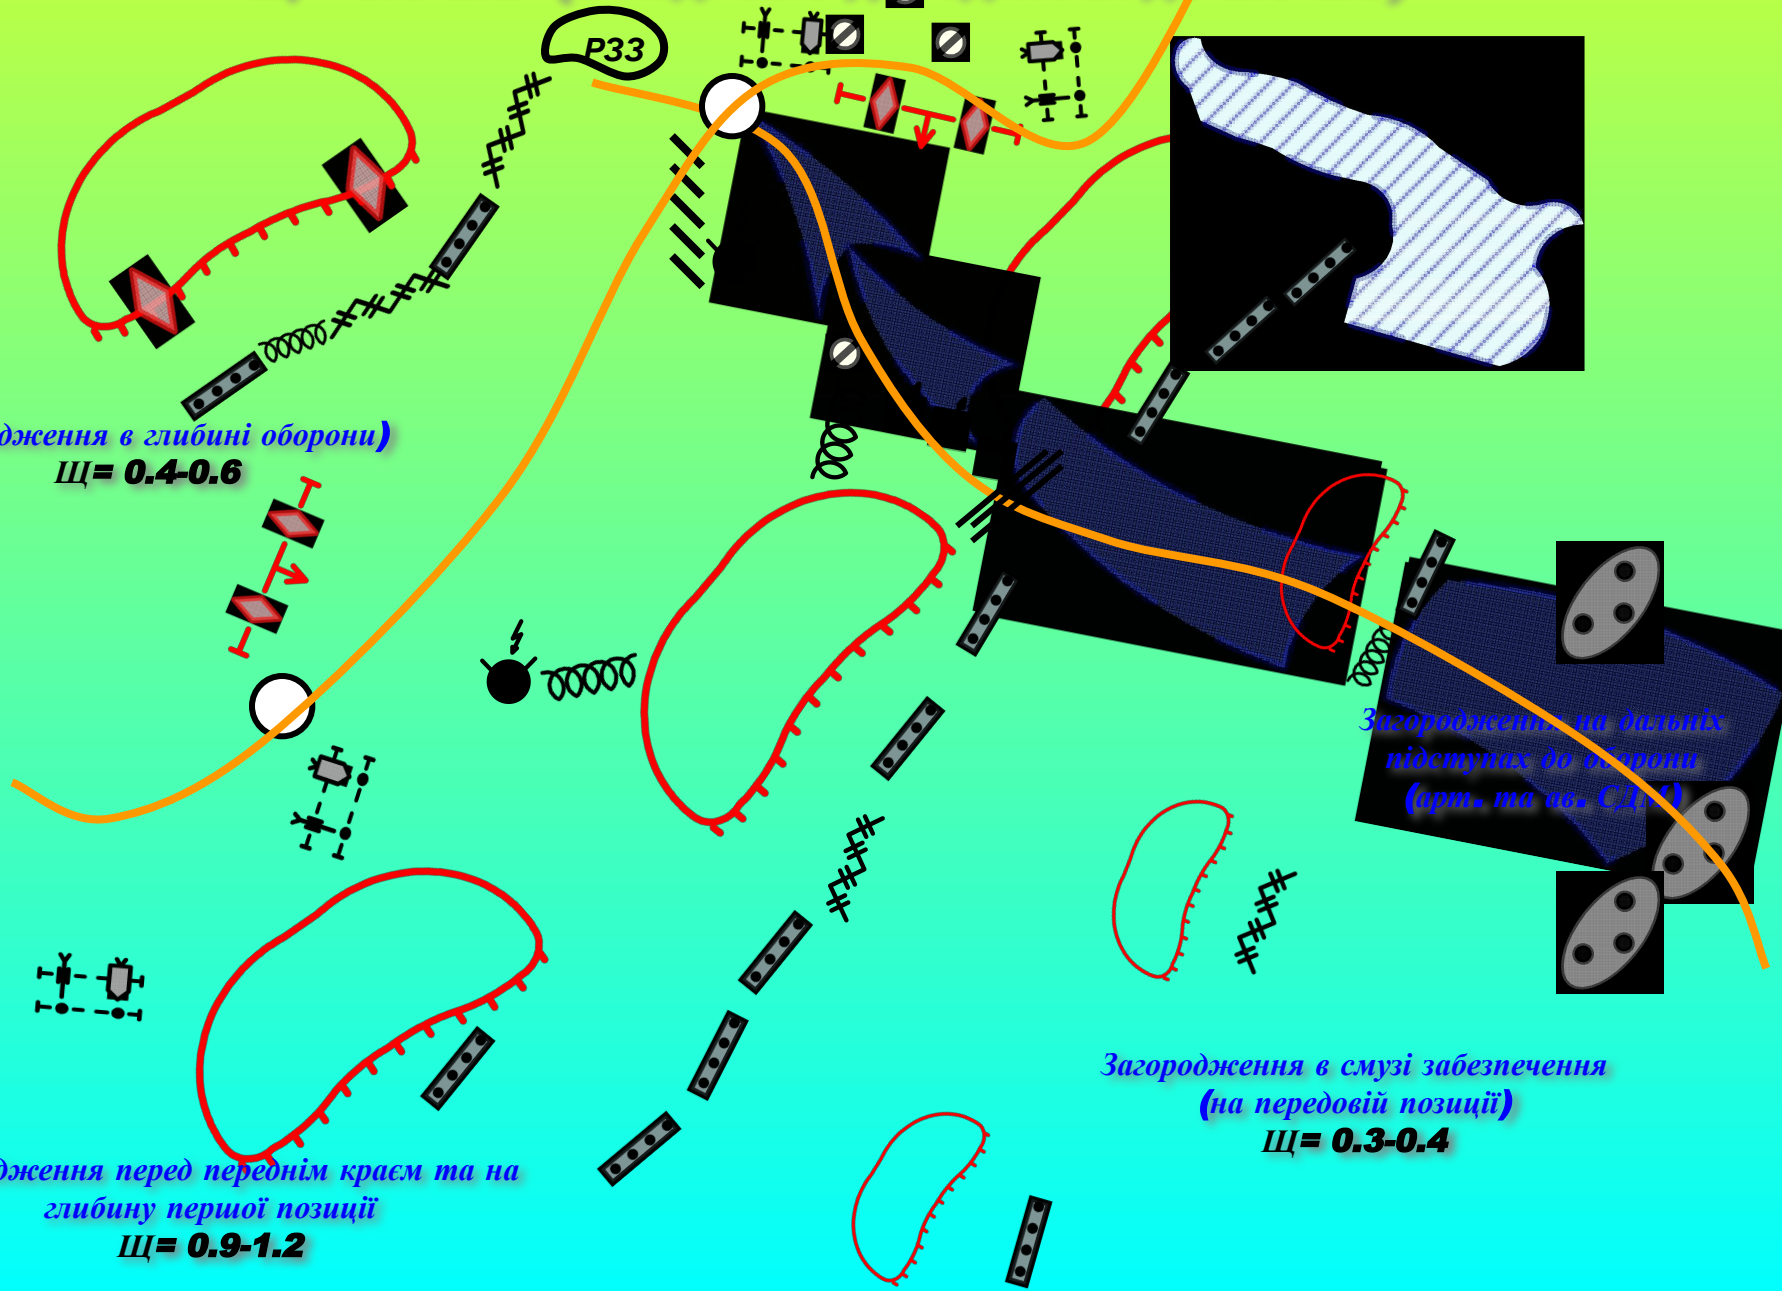 P33
дження в глибині оборони)
Щ= 0.4-0.6
Загородження на дальніх
підступах до оборони
(арт. та ав. СДМ)
Загородження в смузі забезпечення
(на передовій позиції)
Щ= 0.3-0.4
дження перед переднім краєм та на
глибину першої позиції
Щ= 0.9-1.2